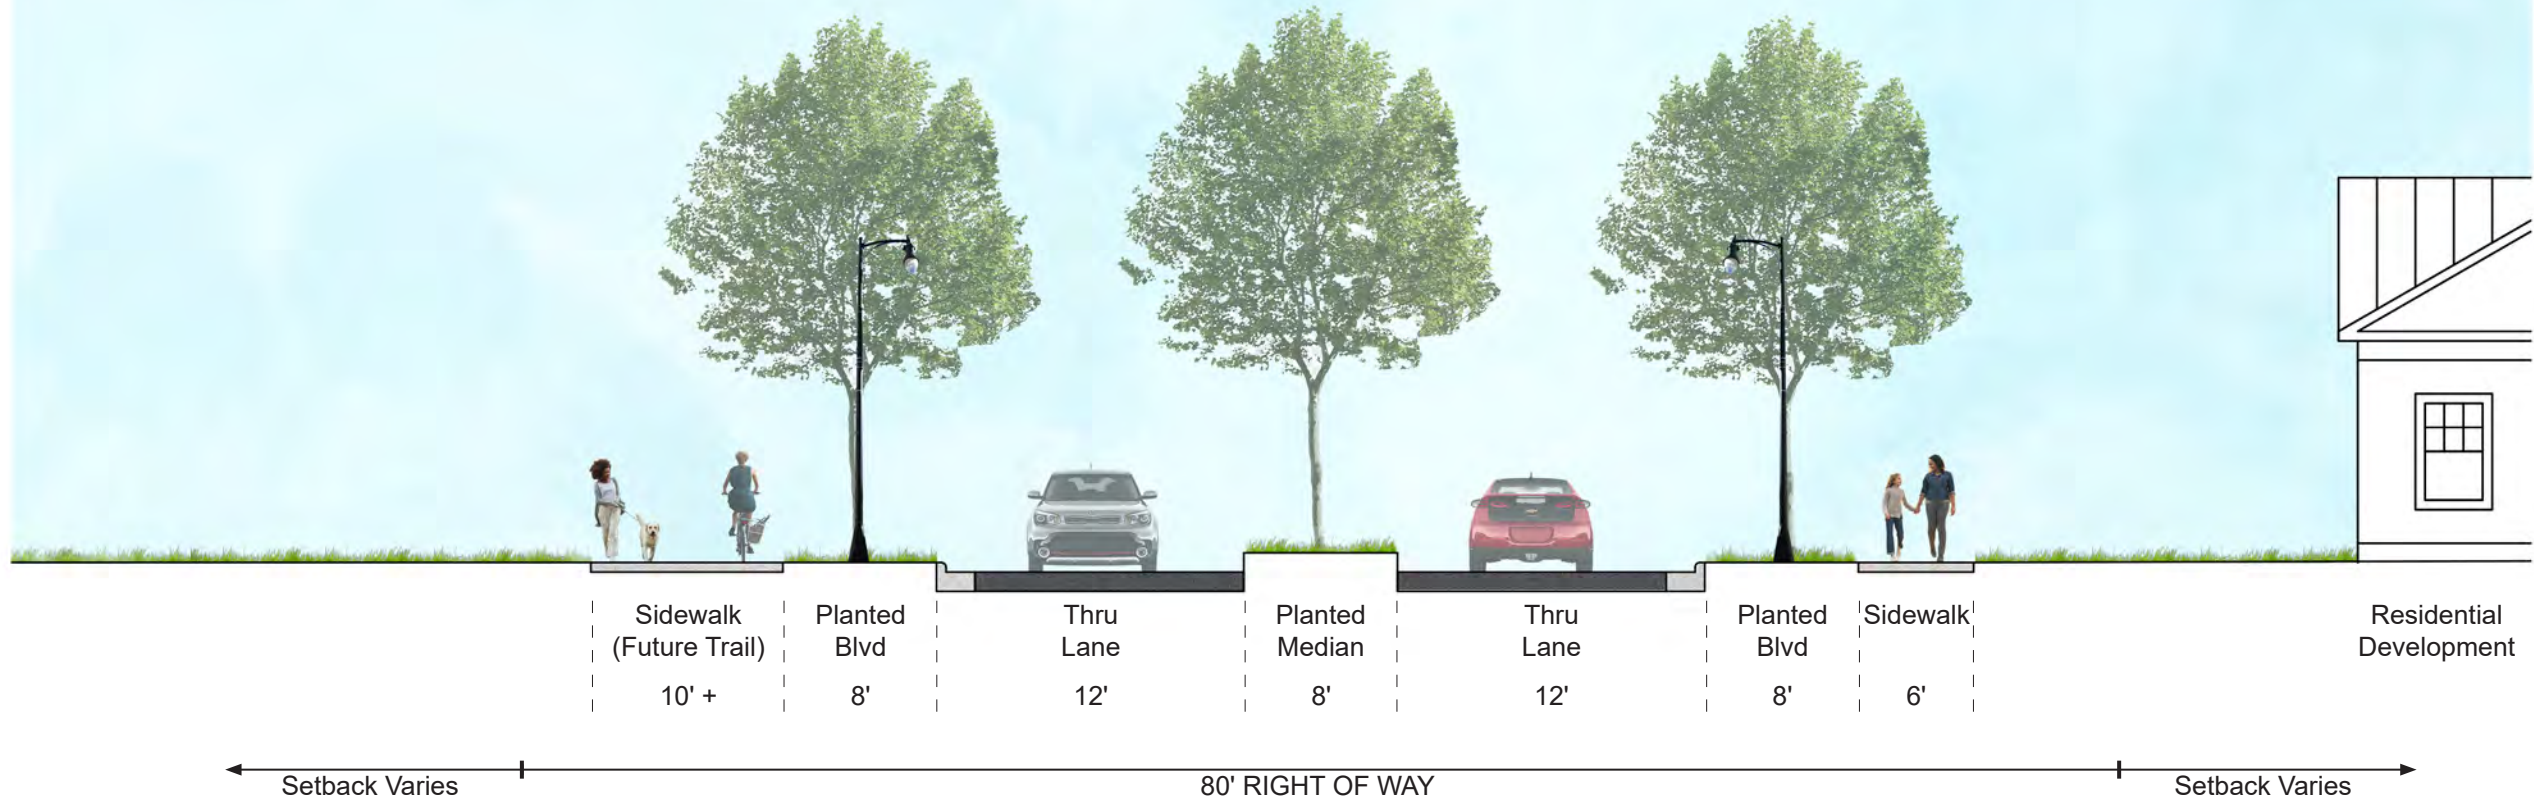 Sidewalk
(Future Trail)
10' +
Planted
Blvd
8'
Thru
Lane
12'
Planted
Median
8'
Thru
Lane
12'
Planted
Blvd
8'
Sidewalk
6'
Residential
Development
Setback Varies
80' RIGHT OF WAY
Setback Varies